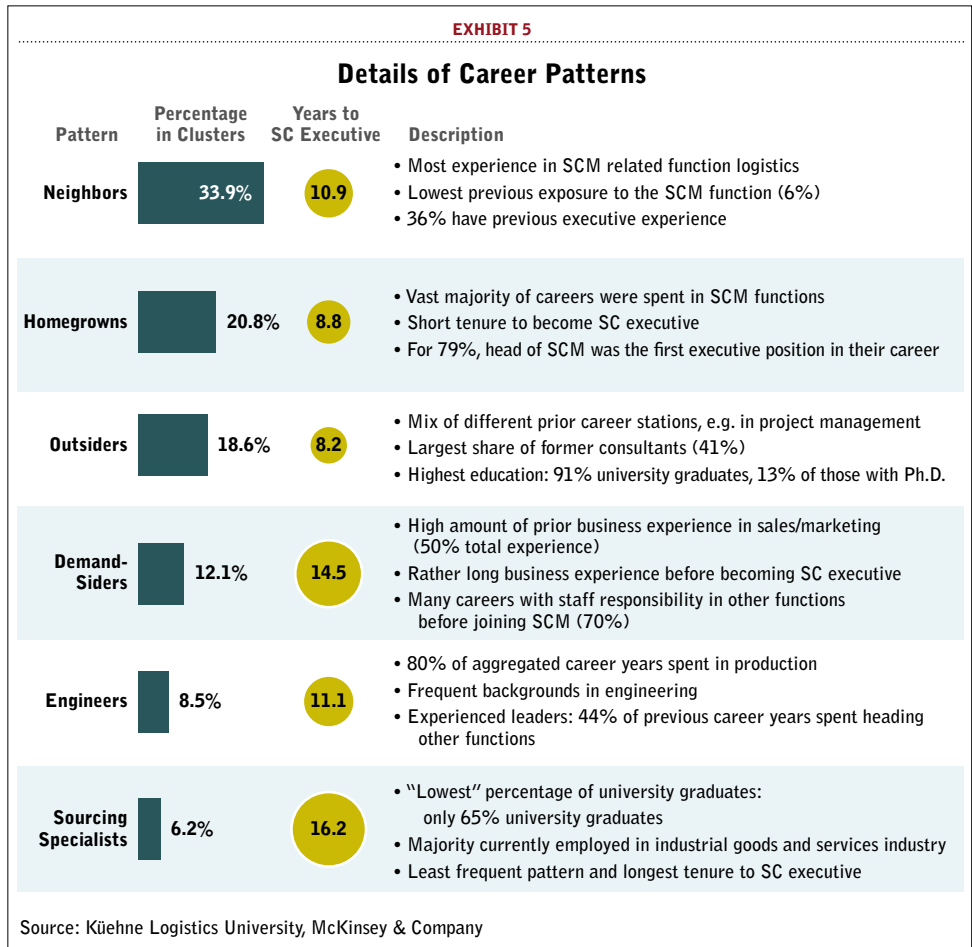 EXHIBIT 5
Details of Career Patterns
Pattern
Percentage
in Clusters
Years to
SC Executive
Description
Neighbors
33.9%
10.9
• Most experience in SCM related function logistics
• Lowest previous exposure to the SCM function (6%)
• 36% have previous executive experience
Homegrowns
20.8%
8.8
• Vast majority of careers were spent in SCM functions
• Short tenure to become SC executive
• For 79%, head of SCM was the first executive position in their career
Outsiders
18.6%
8.2
• Mix of different prior career stations, e.g. in project management
• Largest share of former consultants (41%)
• Highest education: 91% university graduates, 13% of those with Ph.D.
Demand-
Siders
12.1%
14.5
• High amount of prior business experience in sales/marketing
(50% total experience)
• Rather long business experience before becoming SC executive
• Many careers with staff responsibility in other functions
before joining SCM (70%)
Engineers
8.5%
11.1
• 80% of aggregated career years spent in production
• Frequent backgrounds in engineering
• Experienced leaders: 44% of previous career years spent heading
other functions
Sourcing
Specialists
6.2%
16.2
• “Lowest” percentage of university graduates:
only 65% university graduates
• Majority currently employed in industrial goods and services industry
• Least frequent pattern and longest tenure to SC executive
Source: Küehne Logistics University, McKinsey & Company